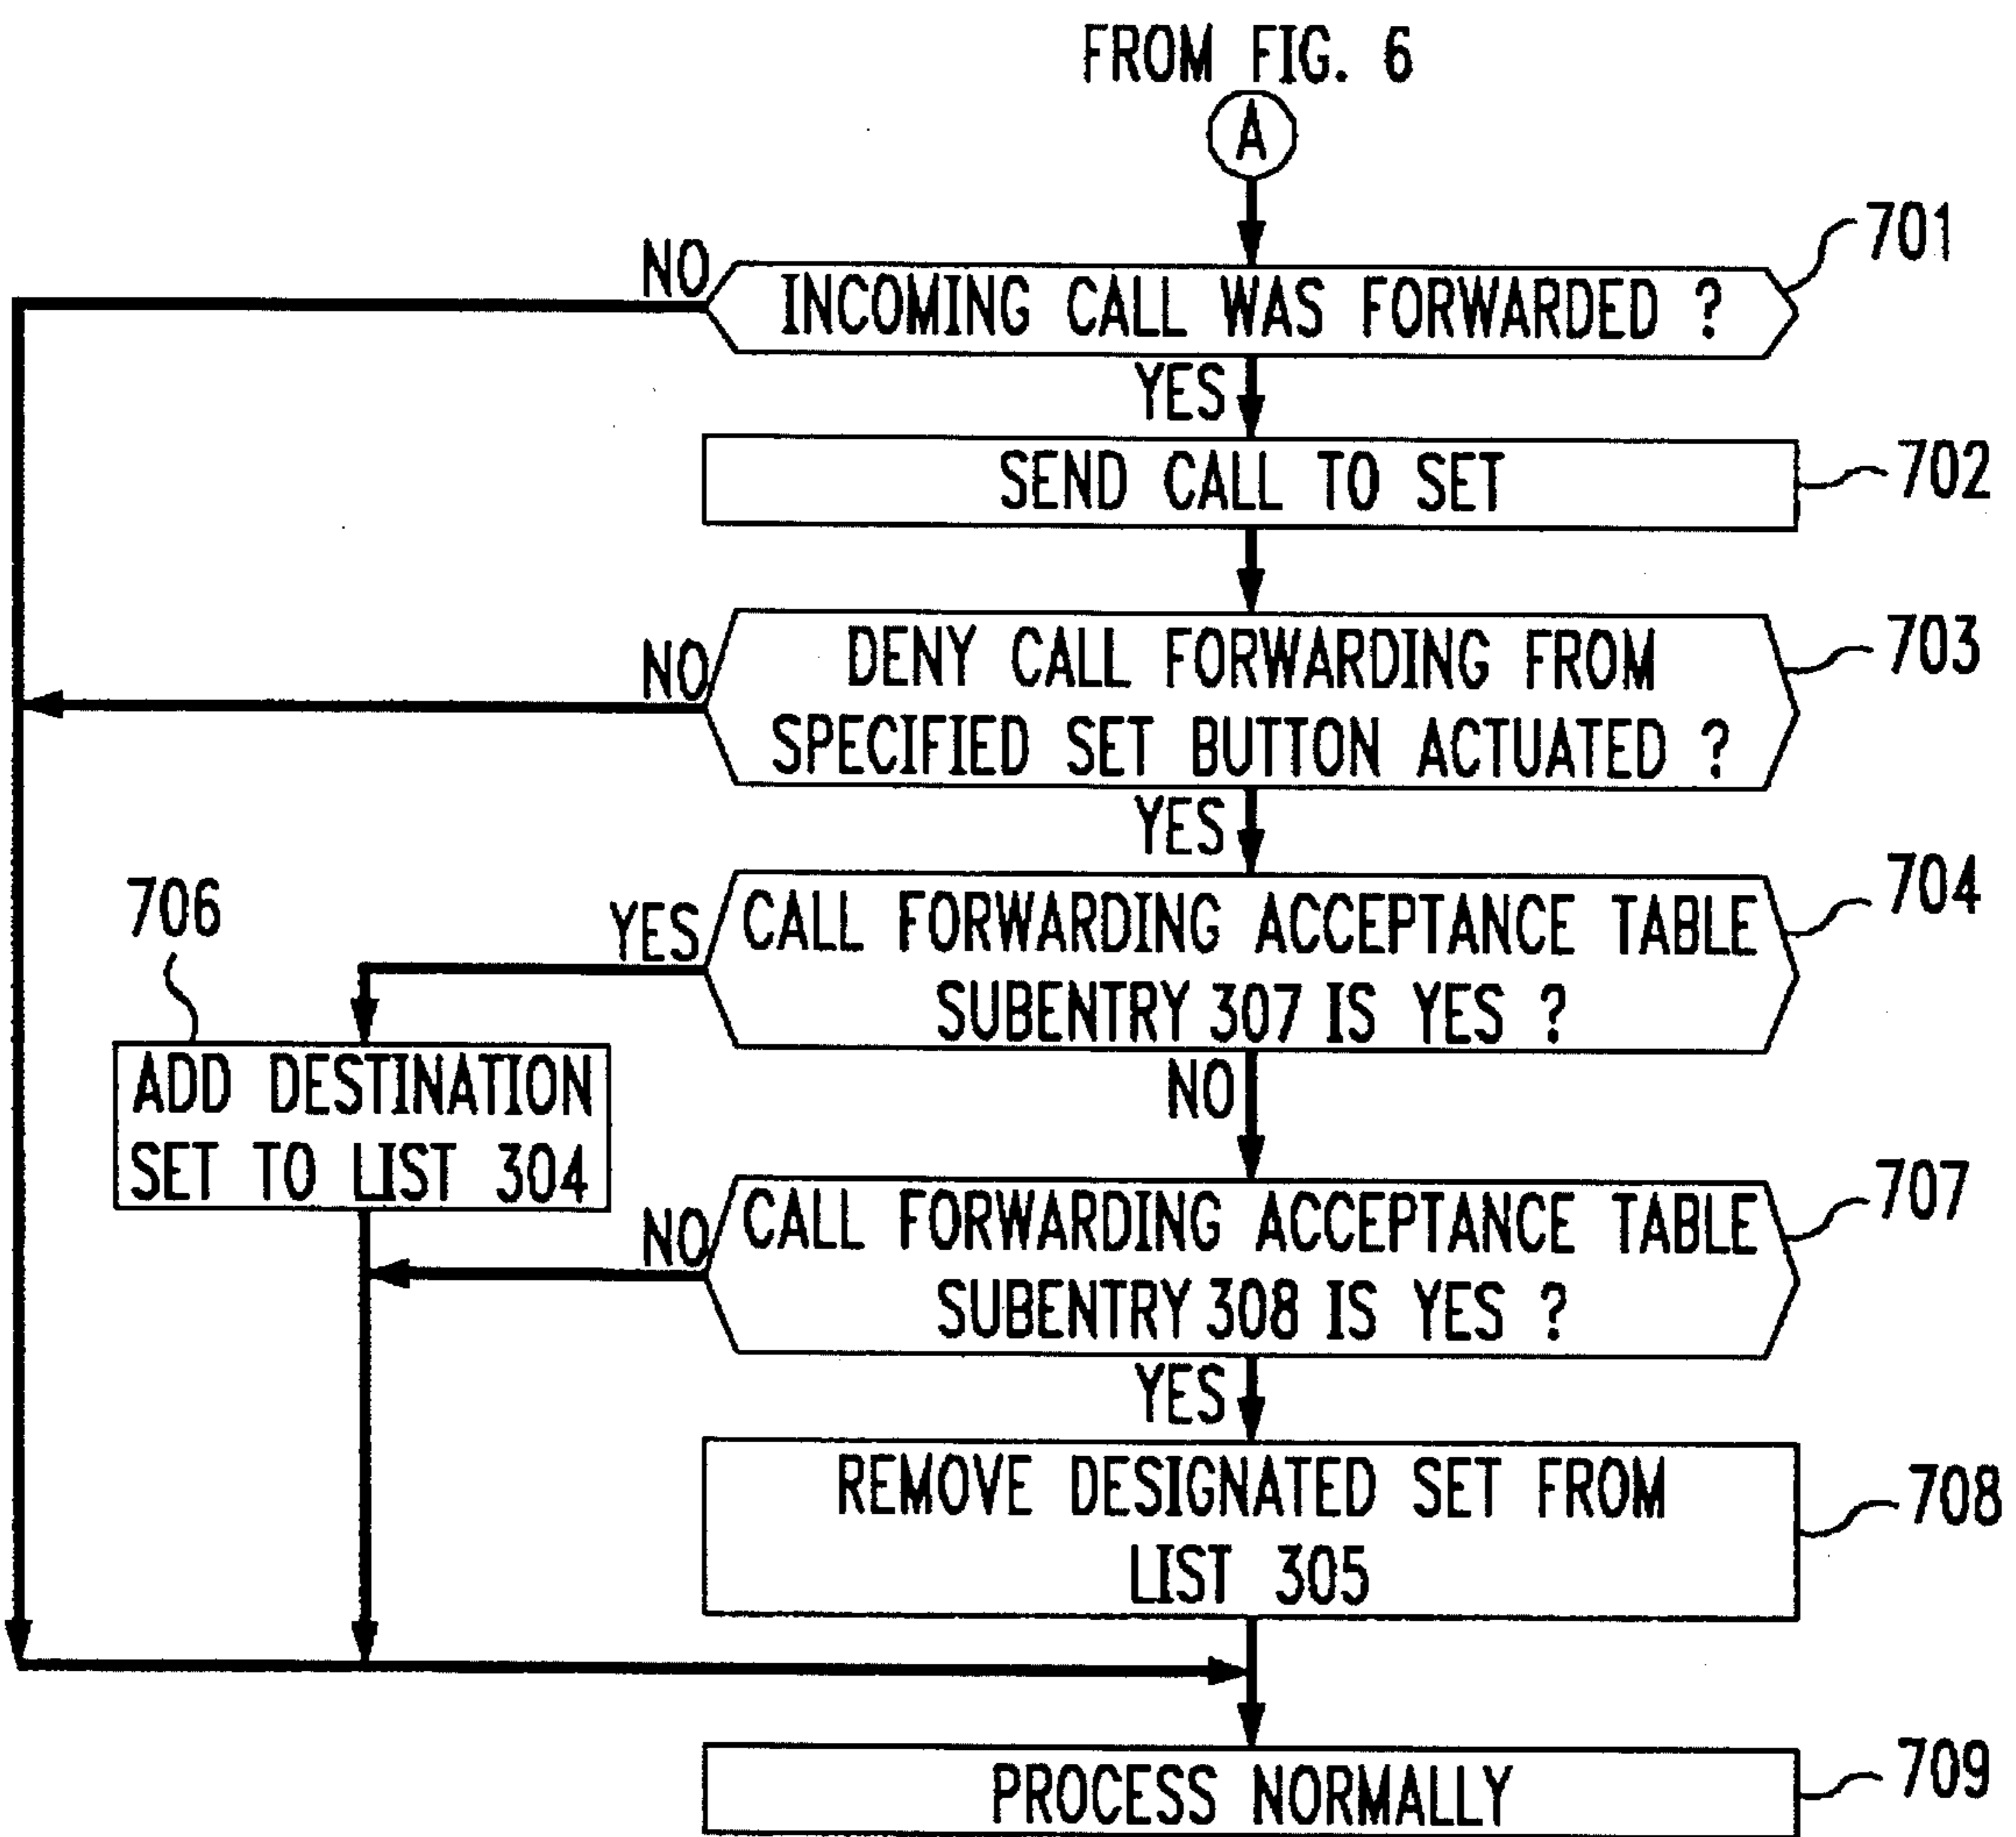 FROM FIG. 6
A
701
NO
INCOMING CALL WAS FORWARDED ?
YES
SEND CALL TO SET
702
NO
DENY CALL FORWARDING FROM
SPECIFIED SET BUTTON ACTUATED ?
703
YES
704
YES
CALL FORWARDING ACCEPTANCE TABLE
SUBENTRY 307 IS YES ?
706
ADD DESTINATION
SET TO LIST 304
NO
707
NO
CALL FORWARDING ACCEPTANCE TABLE
SUBENTRY 308 IS YES ?
YES
REMOVE DESIGNATED SET FROM
LIST 305
708
PROCESS NORMALLY
709